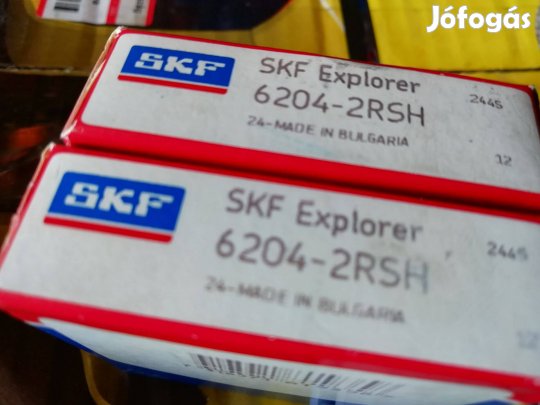 Jófogás
SKF
SKF Explorer
6204-2RSH
2445
24-MADE IN BULGARIA
12
SKF
SKF Explorer
6204-2RSH
2445
24-MADE IN BULGARIA
12